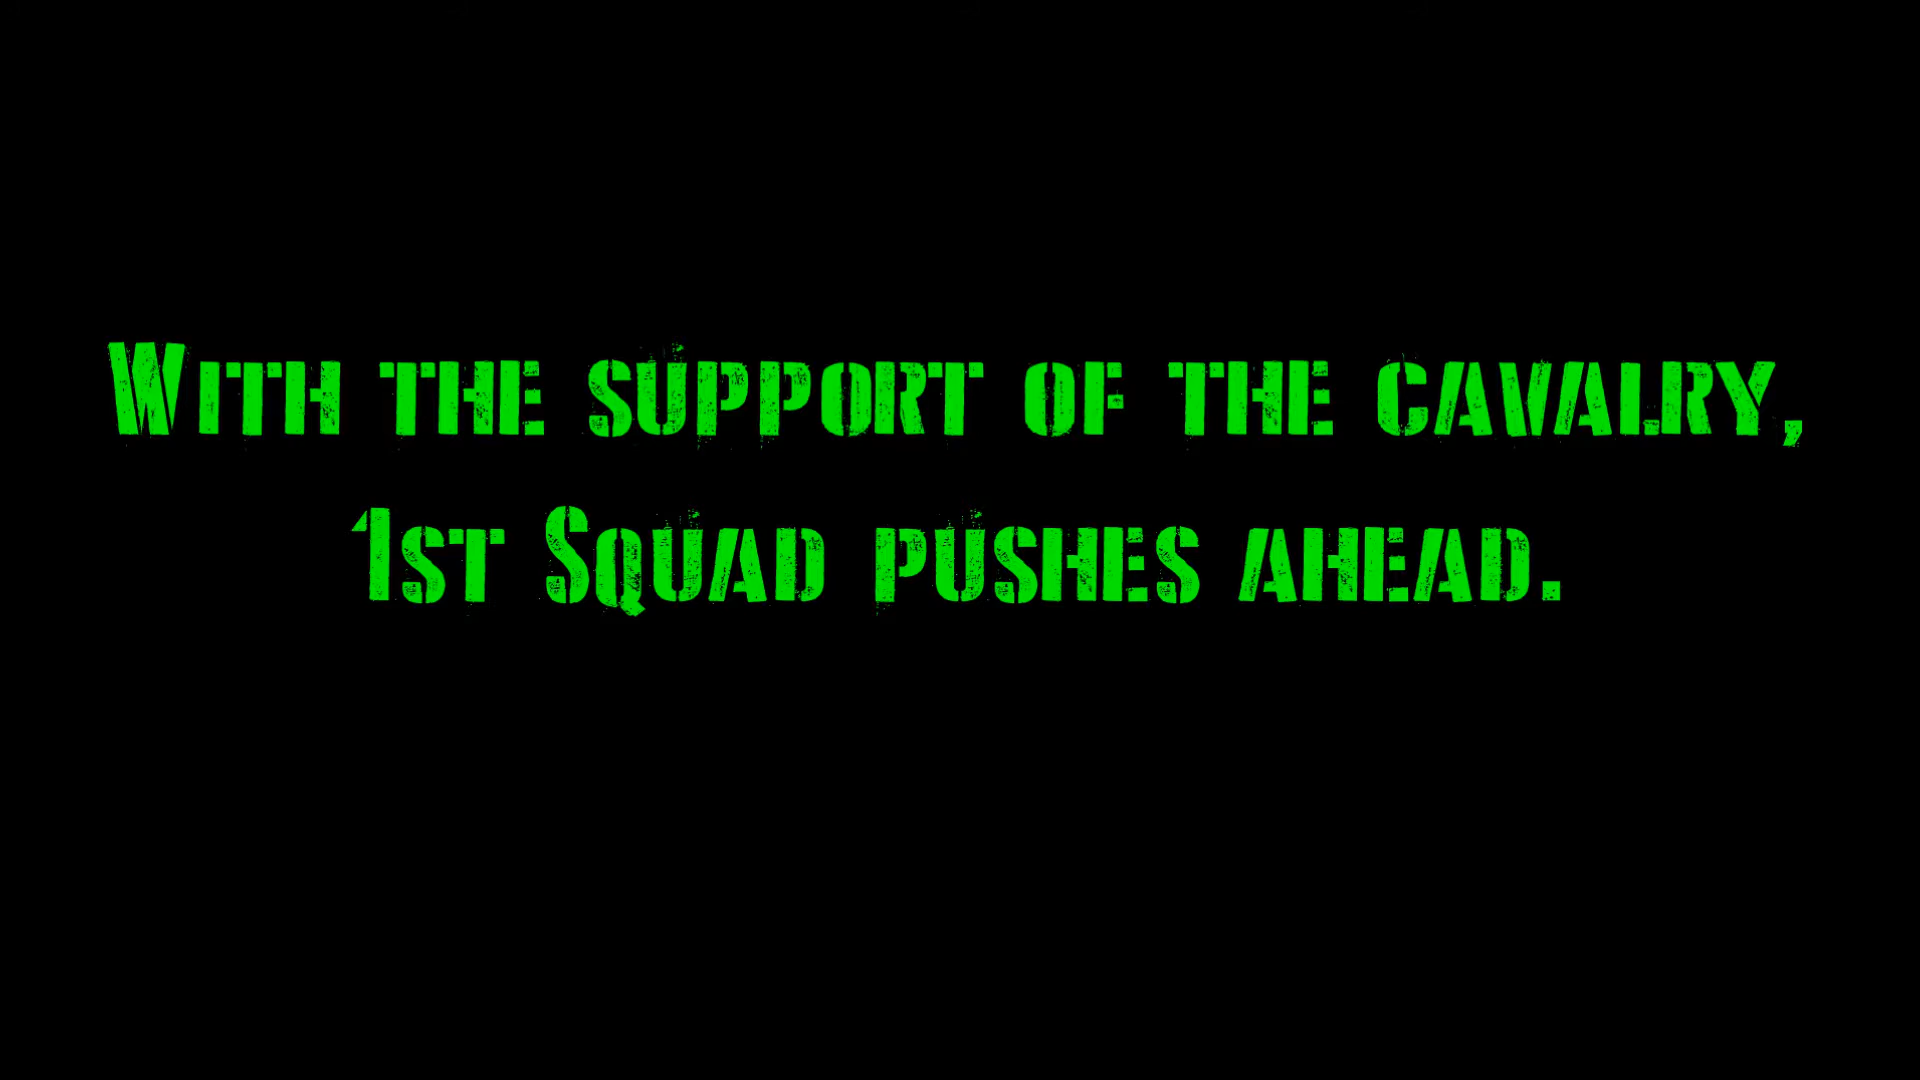 With the support of the cavalry,
1st Squad pushes ahead.